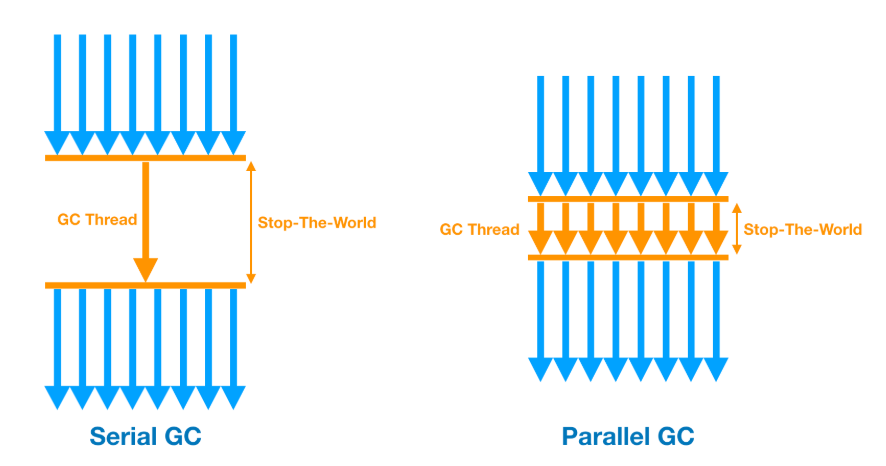 GC Thread
Stop-The-World
Serial GC
GC Thread
Stop-The-World
Parallel GC